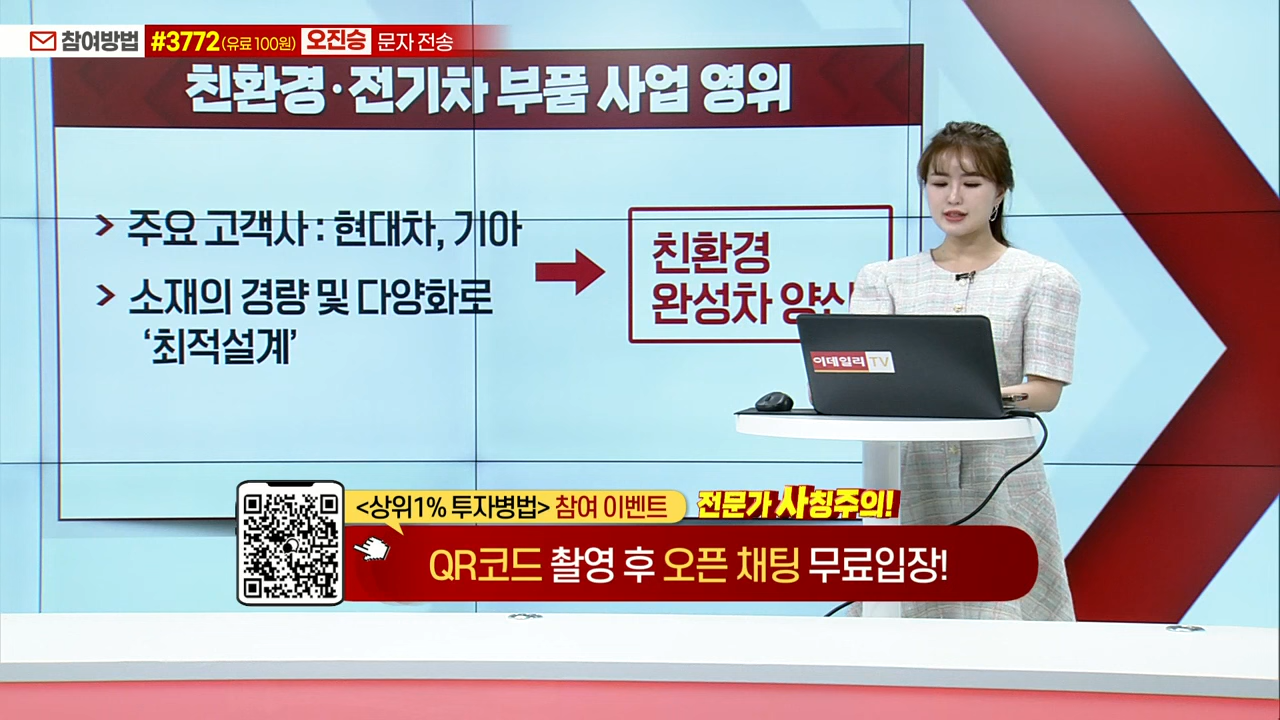 참여방법 #3772(유료 100원) 오진승 문자 전송
친환경·전기차 부품 사업 영위
주요 고객사 : 현대차, 기아
소재의 경량 및 다양화로
‘최적설계’
친환경
완성차
이데일리TV
<상위1% 투자병법> 참여 이벤트
전문가 사칭주의!
QR코드 촬영 후 오픈 채팅 무료입장!